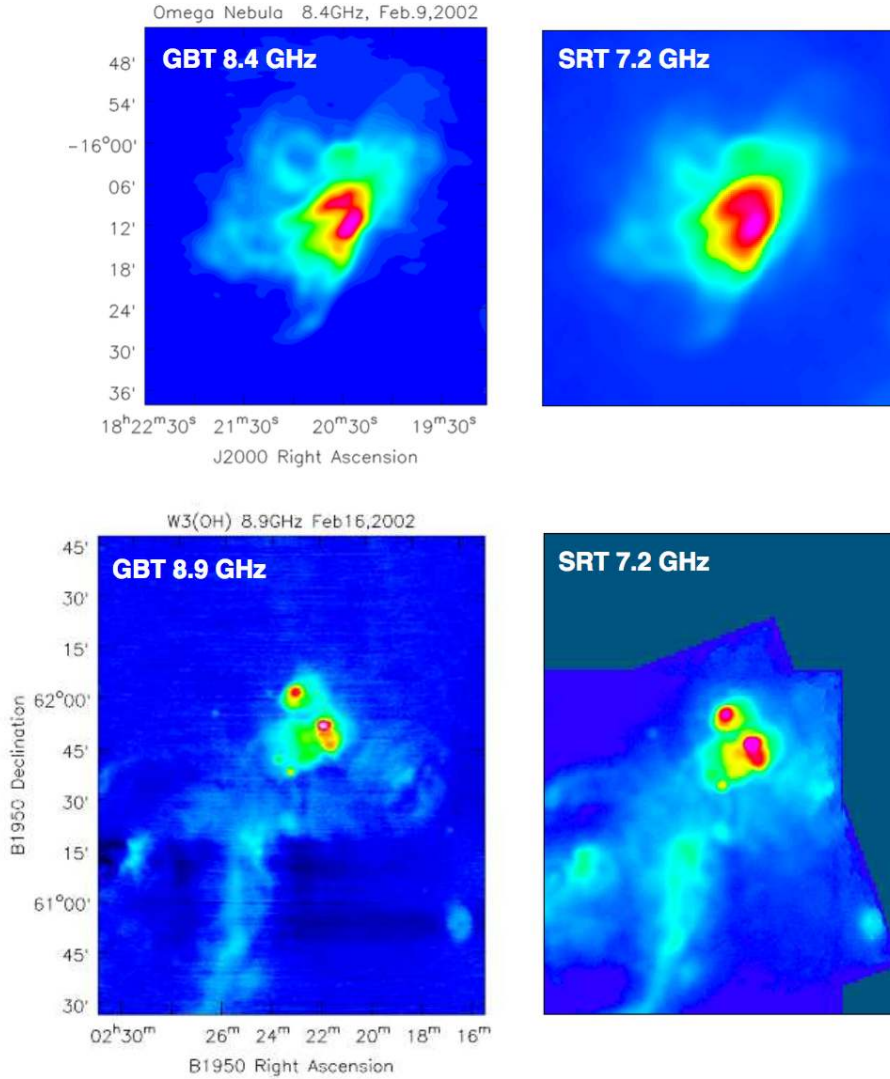 Omega Nebula 8.4GHz, Feb.9,2002
GBT 8.4 GHz
SRT 7.2 GHz
48'
54'
-16°00'
06'
12'
18'
24'
30'
36'
18ʰ22ᵐ30ˢ 21ᵐ30ˢ 20ᵐ30ˢ 19ᵐ30ˢ
J2000 Right Ascension
W3(OH) 8.9GHz Feb16,2002
GBT 8.9 GHz
SRT 7.2 GHz
45'
30'
15'
62°00'
45'
30'
15'
61°00'
45'
30'
B1950 Declination
02ʰ30ᵐ 26ᵐ 24ᵐ 22ᵐ 20ᵐ 18ᵐ 16ᵐ
B1950 Right Ascension